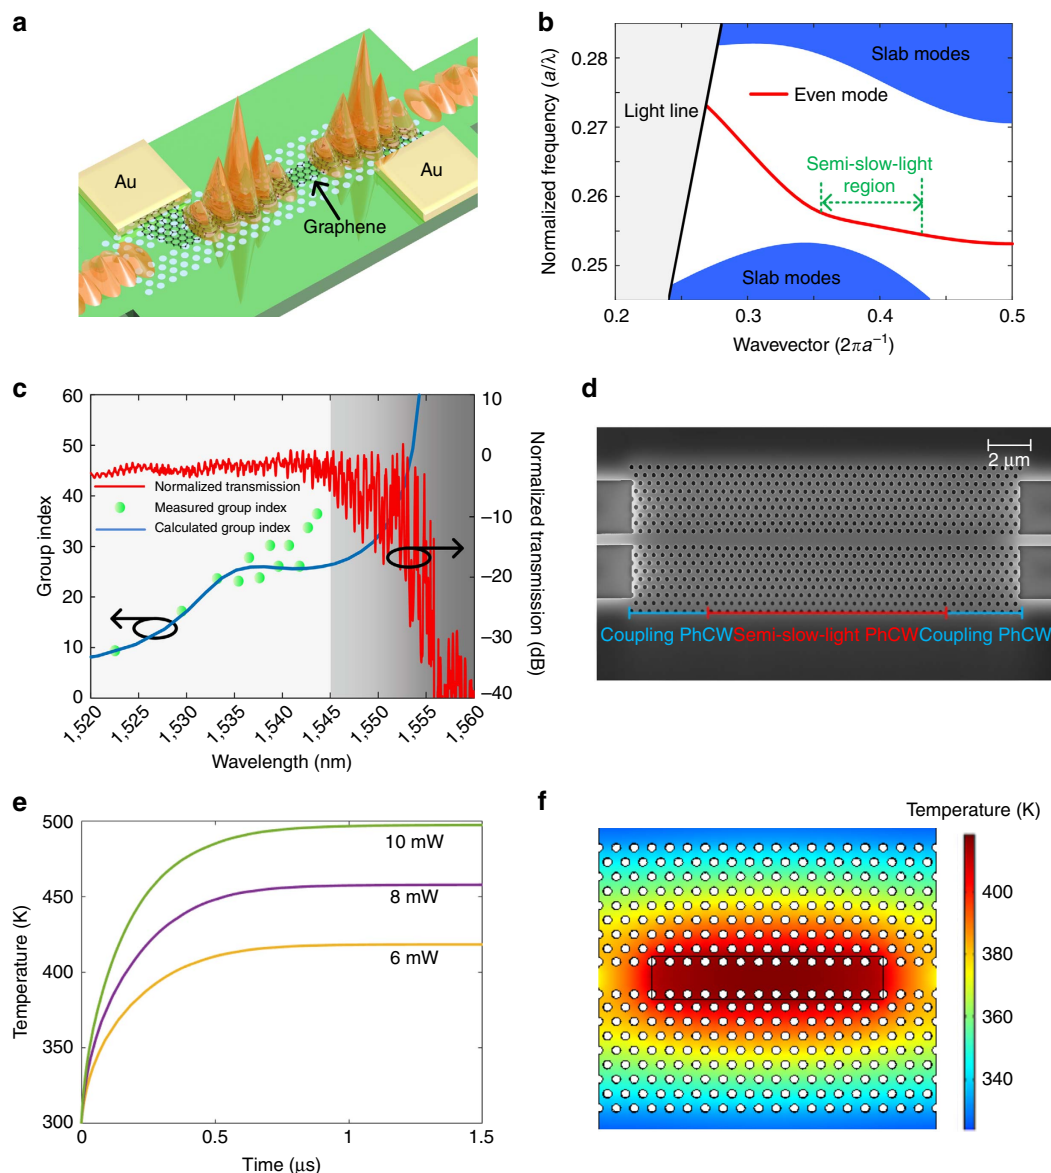 a
Au
Au
Graphene
b
Normalized frequency (a/λ)
0.28
0.27
0.26
0.25
Slab modes
Even mode
Light line
Semi-slow-light
region
Slab modes
0.2
0.3
0.4
0.5
Wavevector (2πa⁻¹)
c
Group index
60
50
40
30
20
10
0
10
0
−10
−20
−30
−40
Normalized transmission (dB)
Normalized transmission
Measured group index
Calculated group index
1,520
1,525
1,530
1,535
1,540
1,545
1,550
1,555
1,560
Wavelength (nm)
d
2 μm
Coupling PhCW Semi-slow-light PhCW Coupling PhCW
e
Temperature (K)
500
450
400
350
300
10 mW
8 mW
6 mW
0
0.5
1
1.5
Time (μs)
f
Temperature (K)
400
380
360
340